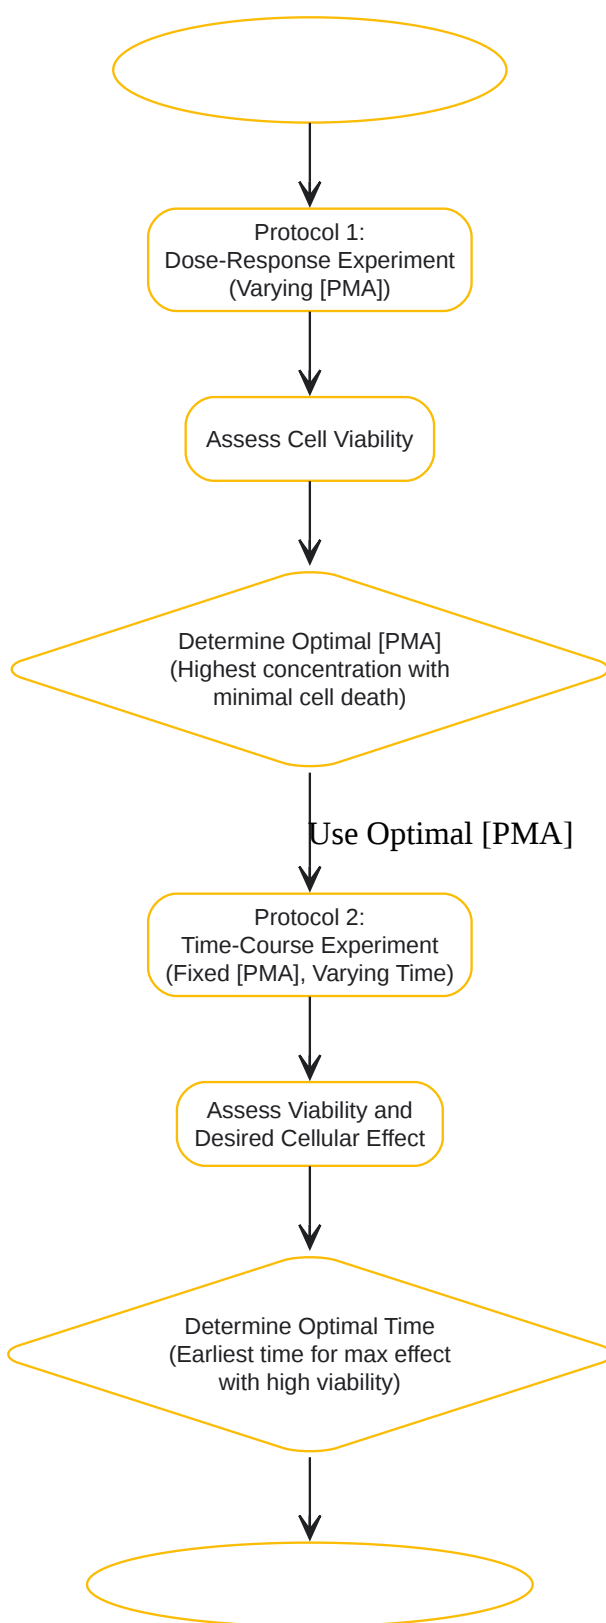 Protocol 1:
Dose-Response Experiment
(Varying [PMA])
Assess Cell Viability
Determine Optimal [PMA]
(Highest concentration with
minimal cell death)
Use Optimal [PMA]
Protocol 2:
Time-Course Experiment
(Fixed [PMA], Varying Time)
Assess Viability and
Desired Cellular Effect
Determine Optimal Time
(Earliest time for max effect
with high viability)